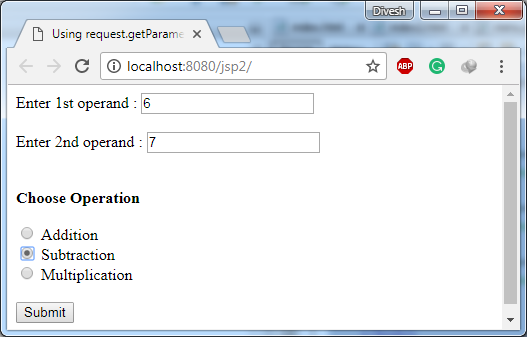 Divesh
Using request.getParame
localhost:8080/jsp2/
ABP
G
Enter 1st operand : 6
Enter 2nd operand : 7
Choose Operation
Addition
Subtraction
Multiplication
Submit